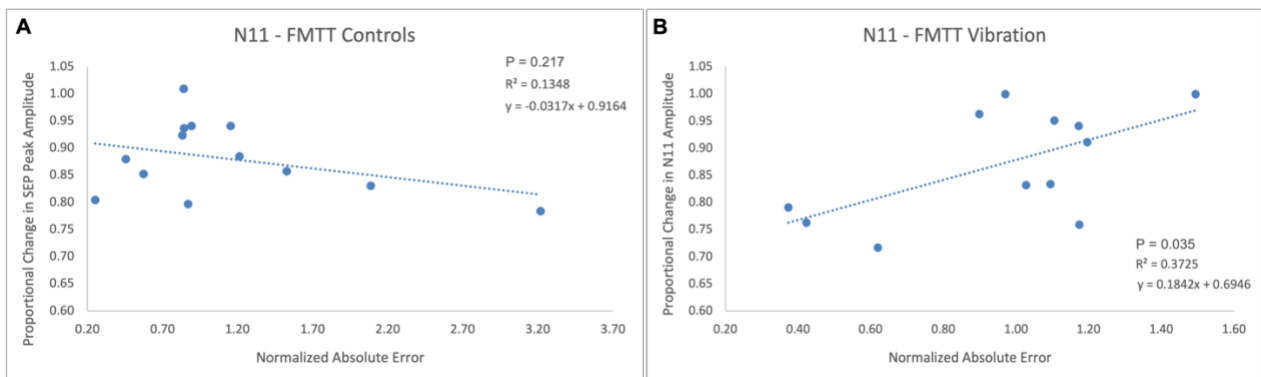 A
N11 - FMTT Controls
P = 0.217
R² = 0.1348
y = -0.0317x + 0.9164
Proportional Change in SEP Peak Amplitude
1.05
1.00
0.95
0.90
0.85
0.80
0.75
0.70
0.65
0.60
0.20 0.70 1.20 1.70 2.20 2.70 3.20 3.70
Normalized Absolute Error
B
N11 - FMTT Vibration
Proportional Change in N11 Amplitude
1.05
1.00
0.95
0.90
0.85
0.80
0.75
0.70
0.65
0.60
P = 0.035
R² = 0.3725
y = 0.1842x + 0.6946
0.20 0.40 0.60 0.80 1.00 1.20 1.40 1.60
Normalized Absolute Error